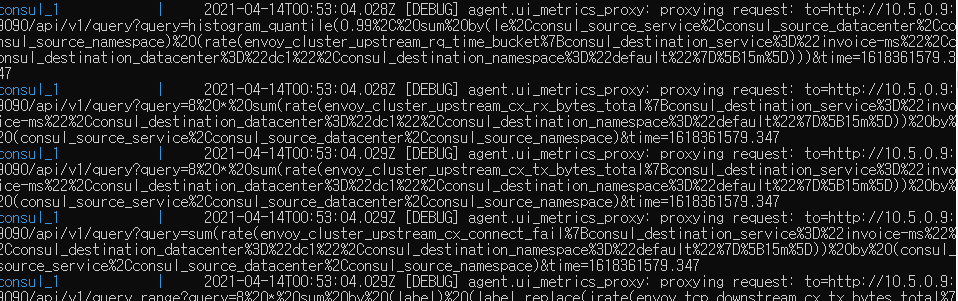 consul_1 | 2021-04-14T00:53:04.028Z [DEBUG] agent.ui_metrics_proxy: proxying request: to=http://10.5.0.9:
9090/api/v1/query?query=histogram_quantile(0.99%2C%20sum%20by(le%2Cconsul_source_service%2Cconsul_source_datacenter%2C
consul_source_namespace)%20(rate(envoy_cluster_upstream_rq_time_bucket%7Bconsul_destination_service%3D%22invoice-ms%22%2Cc
onsul_destination_datacenter%3D%22dc1%22%2Cconsul_destination_namespace%3D%22default%22%7D%5B15m%5D)))&time=1618361579.3
47
consul_1 | 2021-04-14T00:53:04.028Z [DEBUG] agent.ui_metrics_proxy: proxying request: to=http://10.5.0.9:
9090/api/v1/query?query=8%20*%20sum(rate(envoy_cluster_upstream_cx_rx_bytes_total%7Bconsul_destination_service%3D%22invo
ice-ms%22%2Cconsul_destination_datacenter%3D%22dc1%22%2Cconsul_destination_namespace%3D%22default%22%7D%5B15m%5D))%20by%
20(consul_source_service%2Cconsul_source_datacenter%2Cconsul_source_namespace)&time=1618361579.347
consul_1 | 2021-04-14T00:53:04.029Z [DEBUG] agent.ui_metrics_proxy: proxying request: to=http://10.5.0.9:
9090/api/v1/query?query=8%20*%20sum(rate(envoy_cluster_upstream_cx_tx_bytes_total%7Bconsul_destination_service%3D%22invo
ice-ms%22%2Cconsul_destination_datacenter%3D%22dc1%22%2Cconsul_destination_namespace%3D%22default%22%7D%5B15m%5D))%20by%
20(consul_source_service%2Cconsul_source_datacenter%2Cconsul_source_namespace)&time=1618361579.347
consul_1 | 2021-04-14T00:53:04.029Z [DEBUG] agent.ui_metrics_proxy: proxying request: to=http://10.5.0.9:
9090/api/v1/query?query=sum(rate(envoy_cluster_upstream_cx_connect_fail%7Bconsul_destination_service%3D%22invoice-ms%22%
2Cconsul_destination_datacenter%3D%22dc1%22%2Cconsul_destination_namespace%3D%22default%22%7D%5B15m%5D))%20by%20(consul_
source_service%2Cconsul_source_datacenter%2Cconsul_source_namespace)&time=1618361579.347
consul_1 | 2021-04-14T00:53:04.029Z [DEBUG] agent.ui_metrics_proxy: proxying request: to=http://10.5.0.9:
9090/api/v1/query_range?query=8%20*%20sum%20by%20(label)%20(label_replace(irate(envoy_tcp_downstream_cx_tx_bytes_total%7